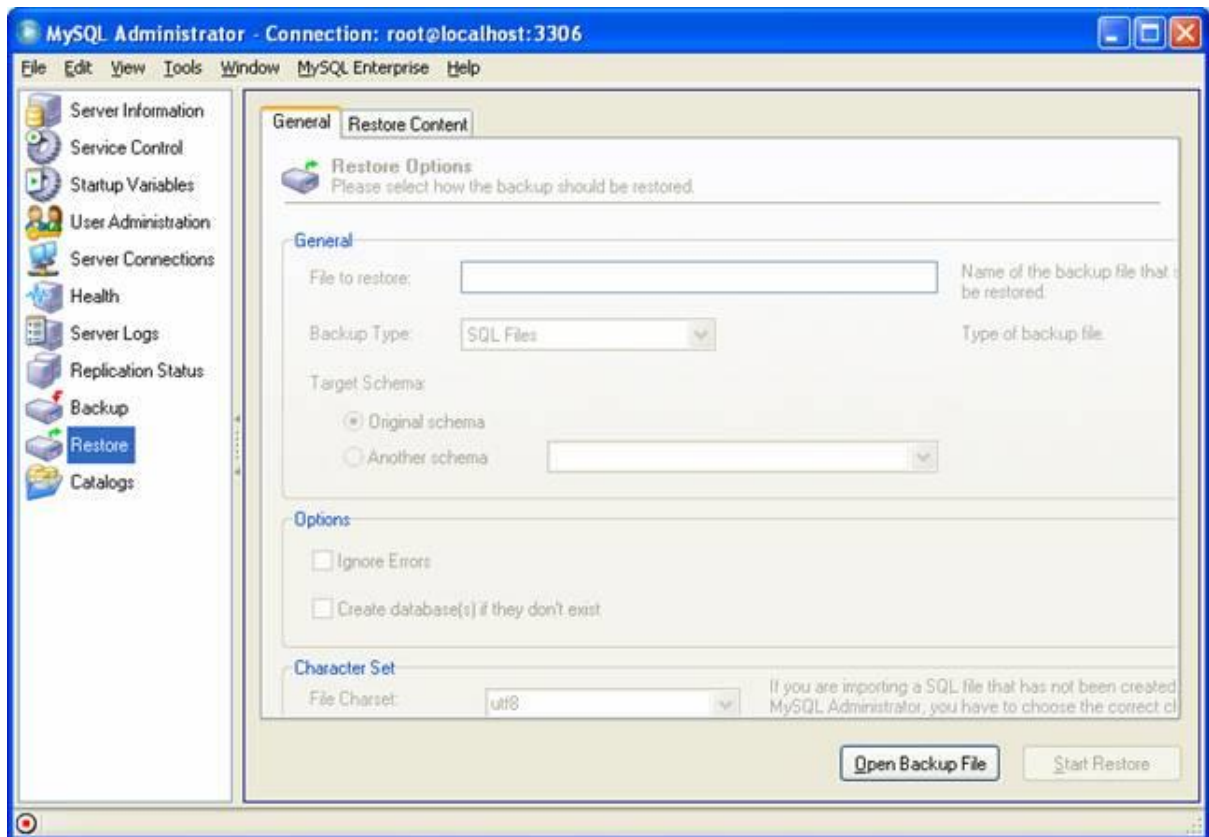 MySQL Administrator - Connection: root@localhost:3306
File Edit View Tools Window MySQL Enterprise Help
Server Information
Service Control
Startup Variables
User Administration
Server Connections
Health
Server Logs
Replication Status
Backup
Restore
Catalogs
General Restore Content
Restore Options
Please select how the backup should be restored.
General
File to restore:
Name of the backup file that
be restored.
Backup Type: SQL Files Type of backup file.
Target Schema:
Original schema
Another schema
Options
Ignore Errors
Create database(s) if they don't exist
Character Set
File Charset: utf8
If you are importing a SQL file that has not been created
MySQL Administrator, you have to choose the correct
Open Backup File Start Restore